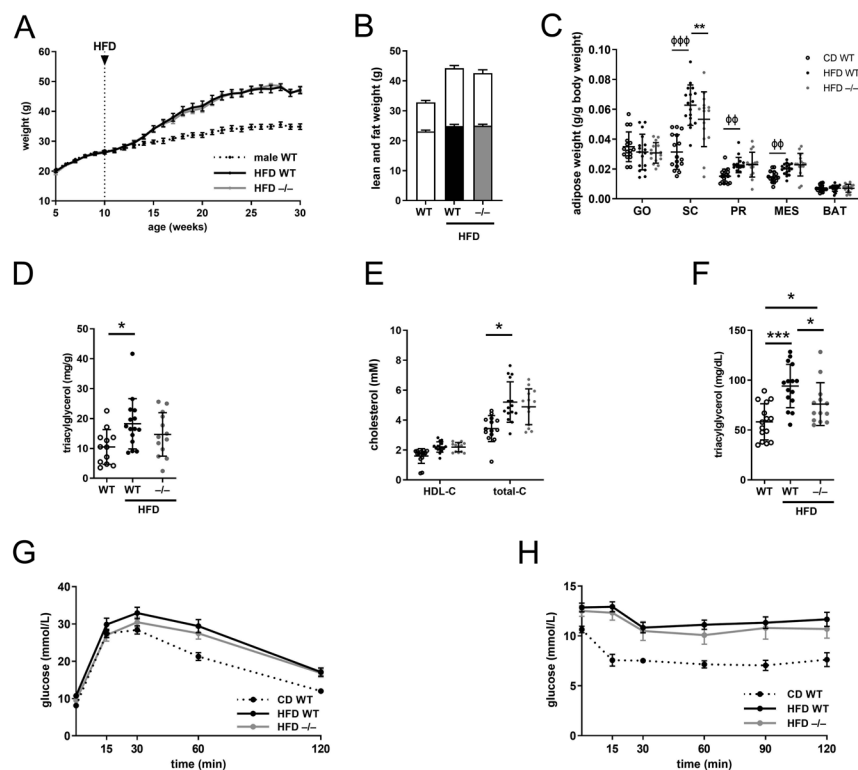 A
HFD
weight (g)
60
50
40
30
20
10
male WT
HFD WT
HFD –/–
5
10
15
20
25
30
age (weeks)
B
lean and fat weight (g)
60
50
40
30
20
10
0
WT
WT
–/–
HFD
C
adipose weight (g/g body weight)
0.10
0.08
0.06
0.04
0.02
0.00
ϕϕϕ
**
ϕϕ
ϕϕ
CD WT
HFD WT
HFD –/–
GO
SC
PR
MES
BAT
D
triacylglycerol (mg/g)
50
40
30
20
10
0
*
WT
WT
–/–
HFD
E
cholesterol (mM)
10
8
6
4
2
0
*
HDL-C
total-C
F
triacylglycerol (mg/dL)
150
100
50
0
*
***
*
WT
WT
–/–
HFD
G
glucose (mmol/L)
40
30
20
10
0
CD WT
HFD WT
HFD –/–
15
30
60
120
time (min)
H
glucose (mmol/L)
15
10
5
0
CD WT
HFD WT
HFD –/–
15
30
60
90
120
time (min)